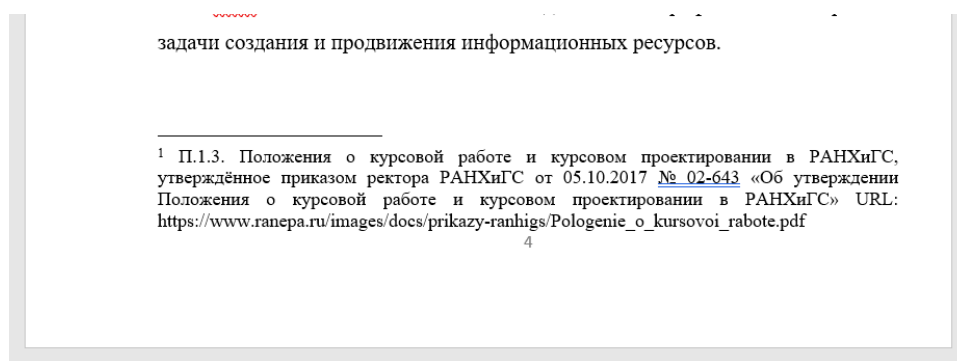 задачи создания и продвижения информационных ресурсов.
1 П.1.3. Положения о курсовой работе и курсовом проектировании в РАНХиГС,
утверждённое приказом ректора РАНХиГС от 05.10.2017 № 02-643 «Об утверждении
Положения о курсовой работе и курсовом проектировании в РАНХиГС» URL:
https://www.ranepa.ru/images/docs/prikazy-ranhigs/Pologenie_o_kursovoi_rabote.pdf
4